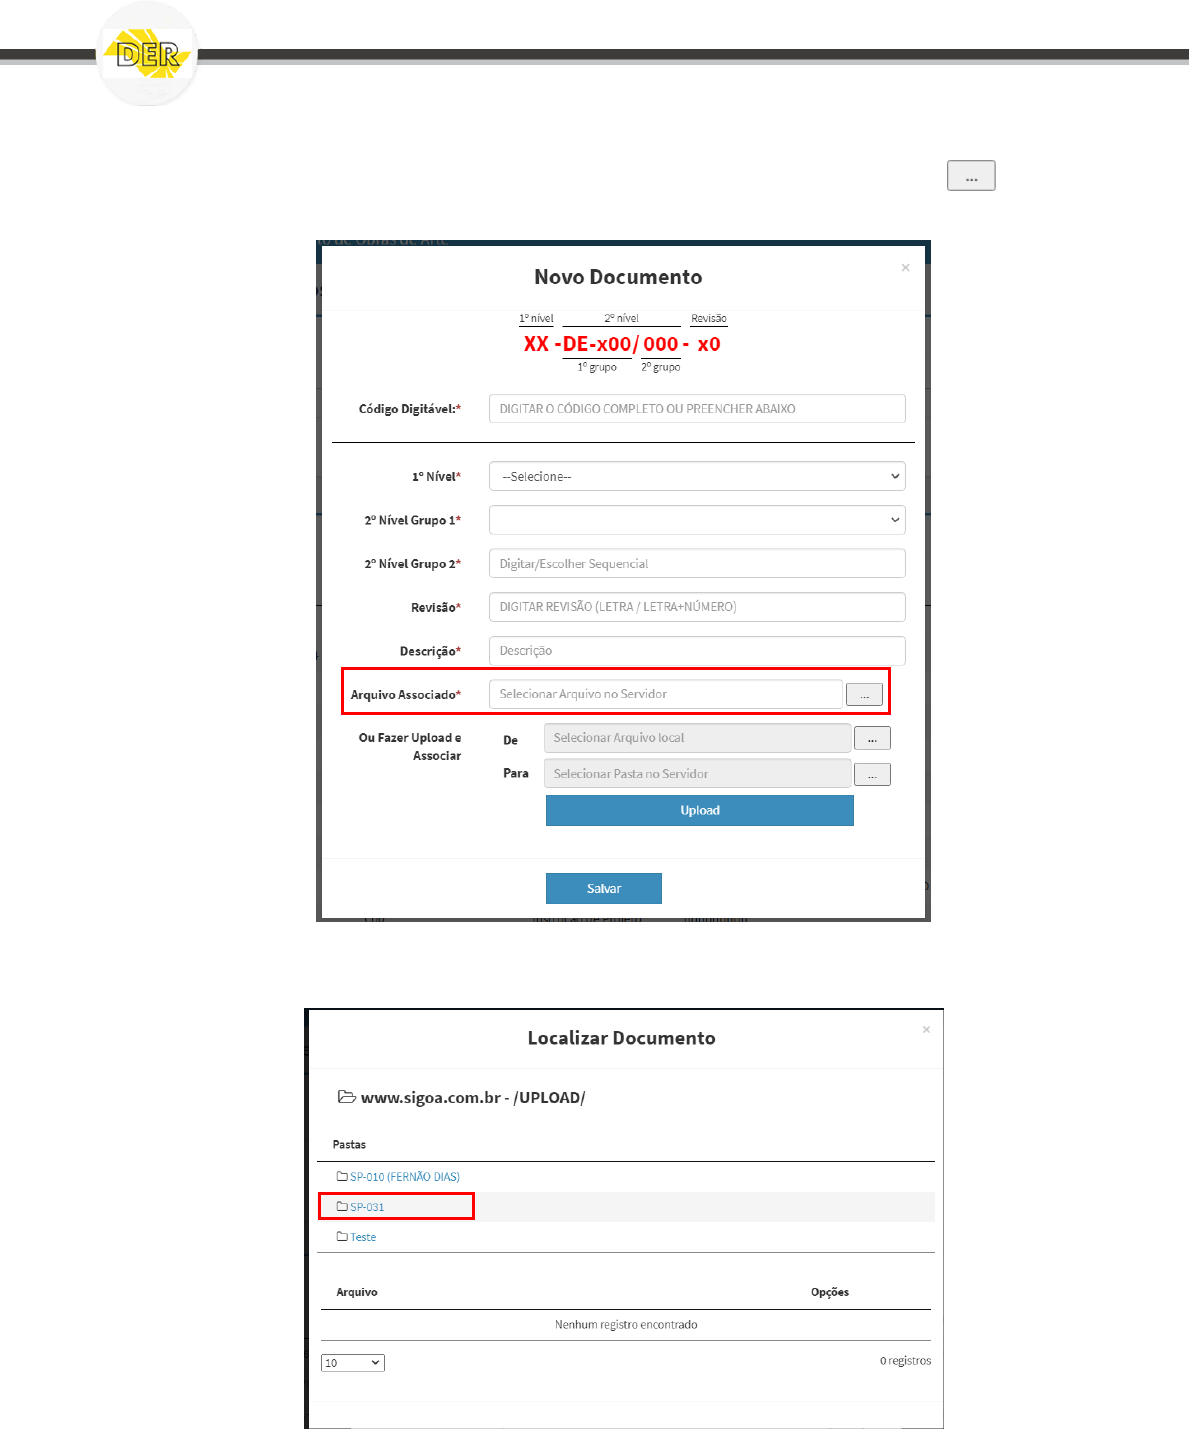 DER
...
Novo Documento
×
1º nível 2º nível Revisão
XX -DE-x00/000- x0
1º grupo 2º grupo
Código Digitável:* DIGITAR O CÓDIGO COMPLETO OU PREENCHER ABAIXO
1º Nível* --Selecione--
2º Nível Grupo 1*
2º Nível Grupo 2* Digitar/Escolher Sequencial
Revisão* DIGITAR REVISÃO (LETRA / LETRA+NÚMERO)
Descrição* Descrição
Arquivo Associado* Selecionar Arquivo no Servidor ...
Ou Fazer Upload e
Associar
De Selecionar Arquivo local ...
Para Selecionar Pasta no Servidor ...
Upload
Salvar
Localizar Documento
×
www.sigoa.com.br - /UPLOAD/
Pastas
SP-010 (FERNÃO DIAS)
SP-031
Teste
Arquivo Opções
Nenhum registro encontrado
10 0 registros